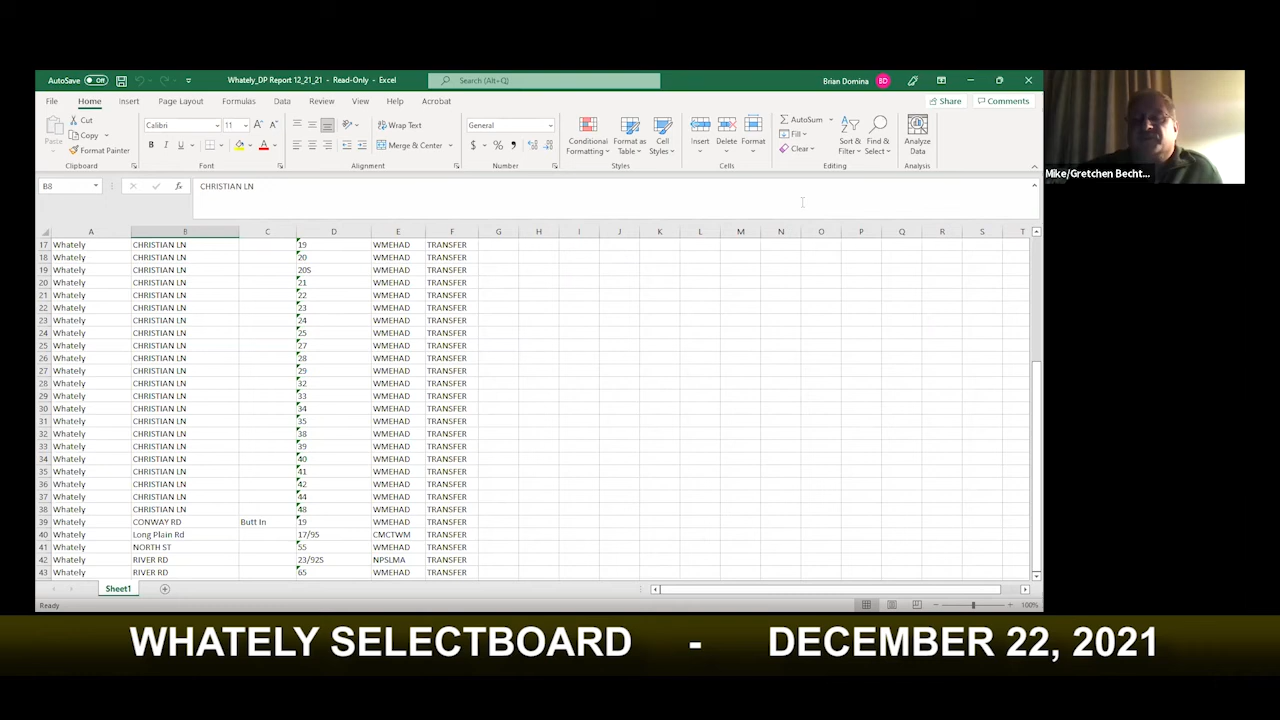 AutoSave Off Whately_DP Report 12_21_21 - Read-Only - Excel Search (Alt+Q) Brian Domina BD
File Home Insert Page Layout Formulas Data Review View Help Acrobat Share Comments
Paste Cut Copy Format Painter Clipboard
Calibri 11 B I U Font
Wrap Text Merge & Center Alignment
General $ % Number
Conditional Formatting Format as Table Cell Styles Styles
Insert Delete Format Cells
AutoSum Fill Clear Sort & Filter Find & Select Editing
Analyze Data Analysis
Mike/Gretchen Becht...
B8 fx CHRISTIAN LN
A B C D E F G H I J K L M N O P Q R S T
17 Whately CHRISTIAN LN 19 WMEHAD TRANSFER
18 Whately CHRISTIAN LN 20 WMEHAD TRANSFER
19 Whately CHRISTIAN LN 20S WMEHAD TRANSFER
20 Whately CHRISTIAN LN 21 WMEHAD TRANSFER
21 Whately CHRISTIAN LN 22 WMEHAD TRANSFER
22 Whately CHRISTIAN LN 23 WMEHAD TRANSFER
23 Whately CHRISTIAN LN 24 WMEHAD TRANSFER
24 Whately CHRISTIAN LN 25 WMEHAD TRANSFER
25 Whately CHRISTIAN LN 27 WMEHAD TRANSFER
26 Whately CHRISTIAN LN 28 WMEHAD TRANSFER
27 Whately CHRISTIAN LN 29 WMEHAD TRANSFER
28 Whately CHRISTIAN LN 32 WMEHAD TRANSFER
29 Whately CHRISTIAN LN 33 WMEHAD TRANSFER
30 Whately CHRISTIAN LN 34 WMEHAD TRANSFER
31 Whately CHRISTIAN LN 35 WMEHAD TRANSFER
32 Whately CHRISTIAN LN 38 WMEHAD TRANSFER
33 Whately CHRISTIAN LN 39 WMEHAD TRANSFER
34 Whately CHRISTIAN LN 40 WMEHAD TRANSFER
35 Whately CHRISTIAN LN 41 WMEHAD TRANSFER
36 Whately CHRISTIAN LN 42 WMEHAD TRANSFER
37 Whately CHRISTIAN LN 44 WMEHAD TRANSFER
38 Whately CHRISTIAN LN 48 WMEHAD TRANSFER
39 Whately CONWAY RD Butt In 19 WMEHAD TRANSFER
40 Whately Long Plain Rd 17/95 CMCTWM TRANSFER
41 Whately NORTH ST 55 WMEHAD TRANSFER
42 Whately RIVER RD 23/925 NPSLMA TRANSFER
43 Whately RIVER RD 65 WMEHAD TRANSFER
Sheet1
Ready 100%
WHATELY SELECTBOARD - DECEMBER 22, 2021